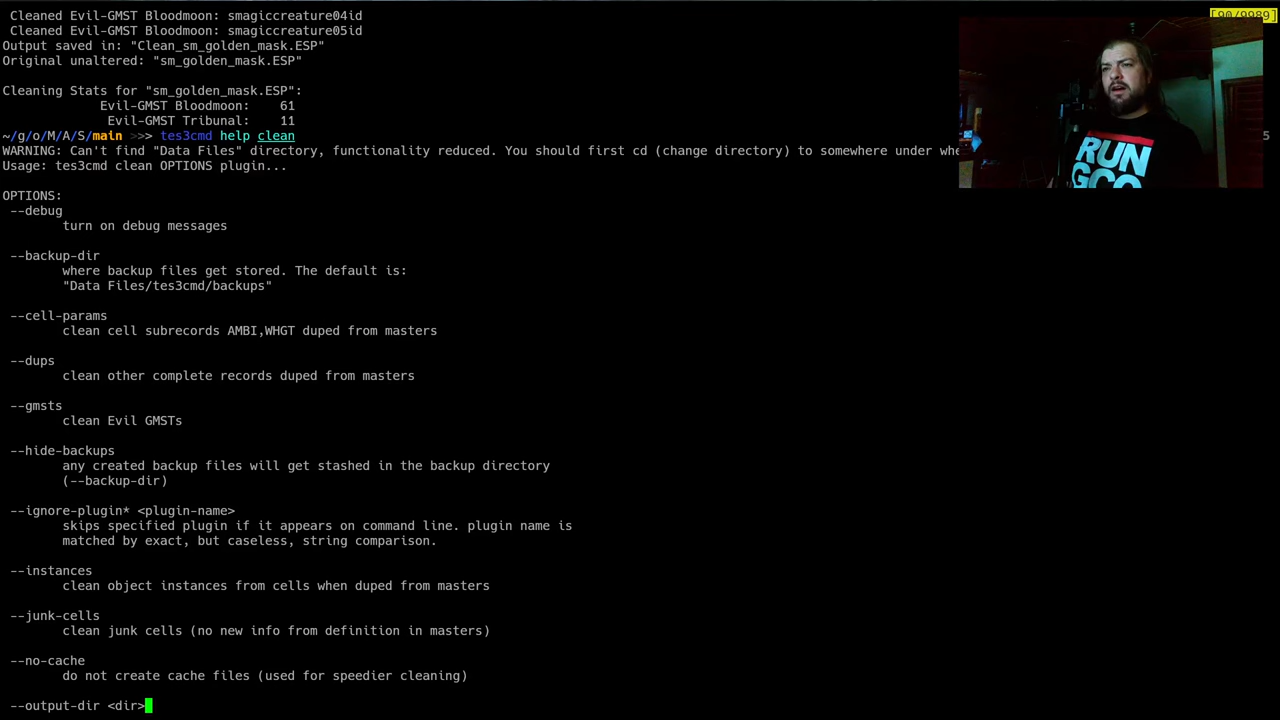 Cleaned Evil-GMST Bloodmoon: smagiccreature04id
Cleaned Evil-GMST Bloodmoon: smagiccreature05id
Output saved in: "Clean_sm_golden_mask.ESP"
Original unaltered: "sm_golden_mask.ESP"
Cleaning Stats for "sm_golden_mask.ESP":
Evil-GMST Bloodmoon: 61
Evil-GMST Tribunal: 11
~/g/o/M/A/S/main >>> tes3cmd help clean
WARNING: Can't find "Data Files" directory, functionality reduced. You should first cd (change directory) to somewhere under
Usage: tes3cmd clean OPTIONS plugin...
OPTIONS:
--debug
turn on debug messages
--backup-dir
where backup files get stored. The default is:
"Data Files/tes3cmd/backups"
--cell-params
clean cell subrecords AMBI,WHGT duped from masters
--dups
clean other complete records duped from masters
--gmsts
clean Evil GMSTs
--hide-backups
any created backup files will get stashed in the backup directory
(--backup-dir)
--ignore-plugin* <plugin-name>
skips specified plugin if it appears on command line. plugin name is
matched by exact, but caseless, string comparison.
--instances
clean object instances from cells when duped from masters
--junk-cells
clean junk cells (no new info from definition in masters)
--no-cache
do not create cache files (used for speedier cleaning)
--output-dir <dir>
[90/9989]
5
RUN